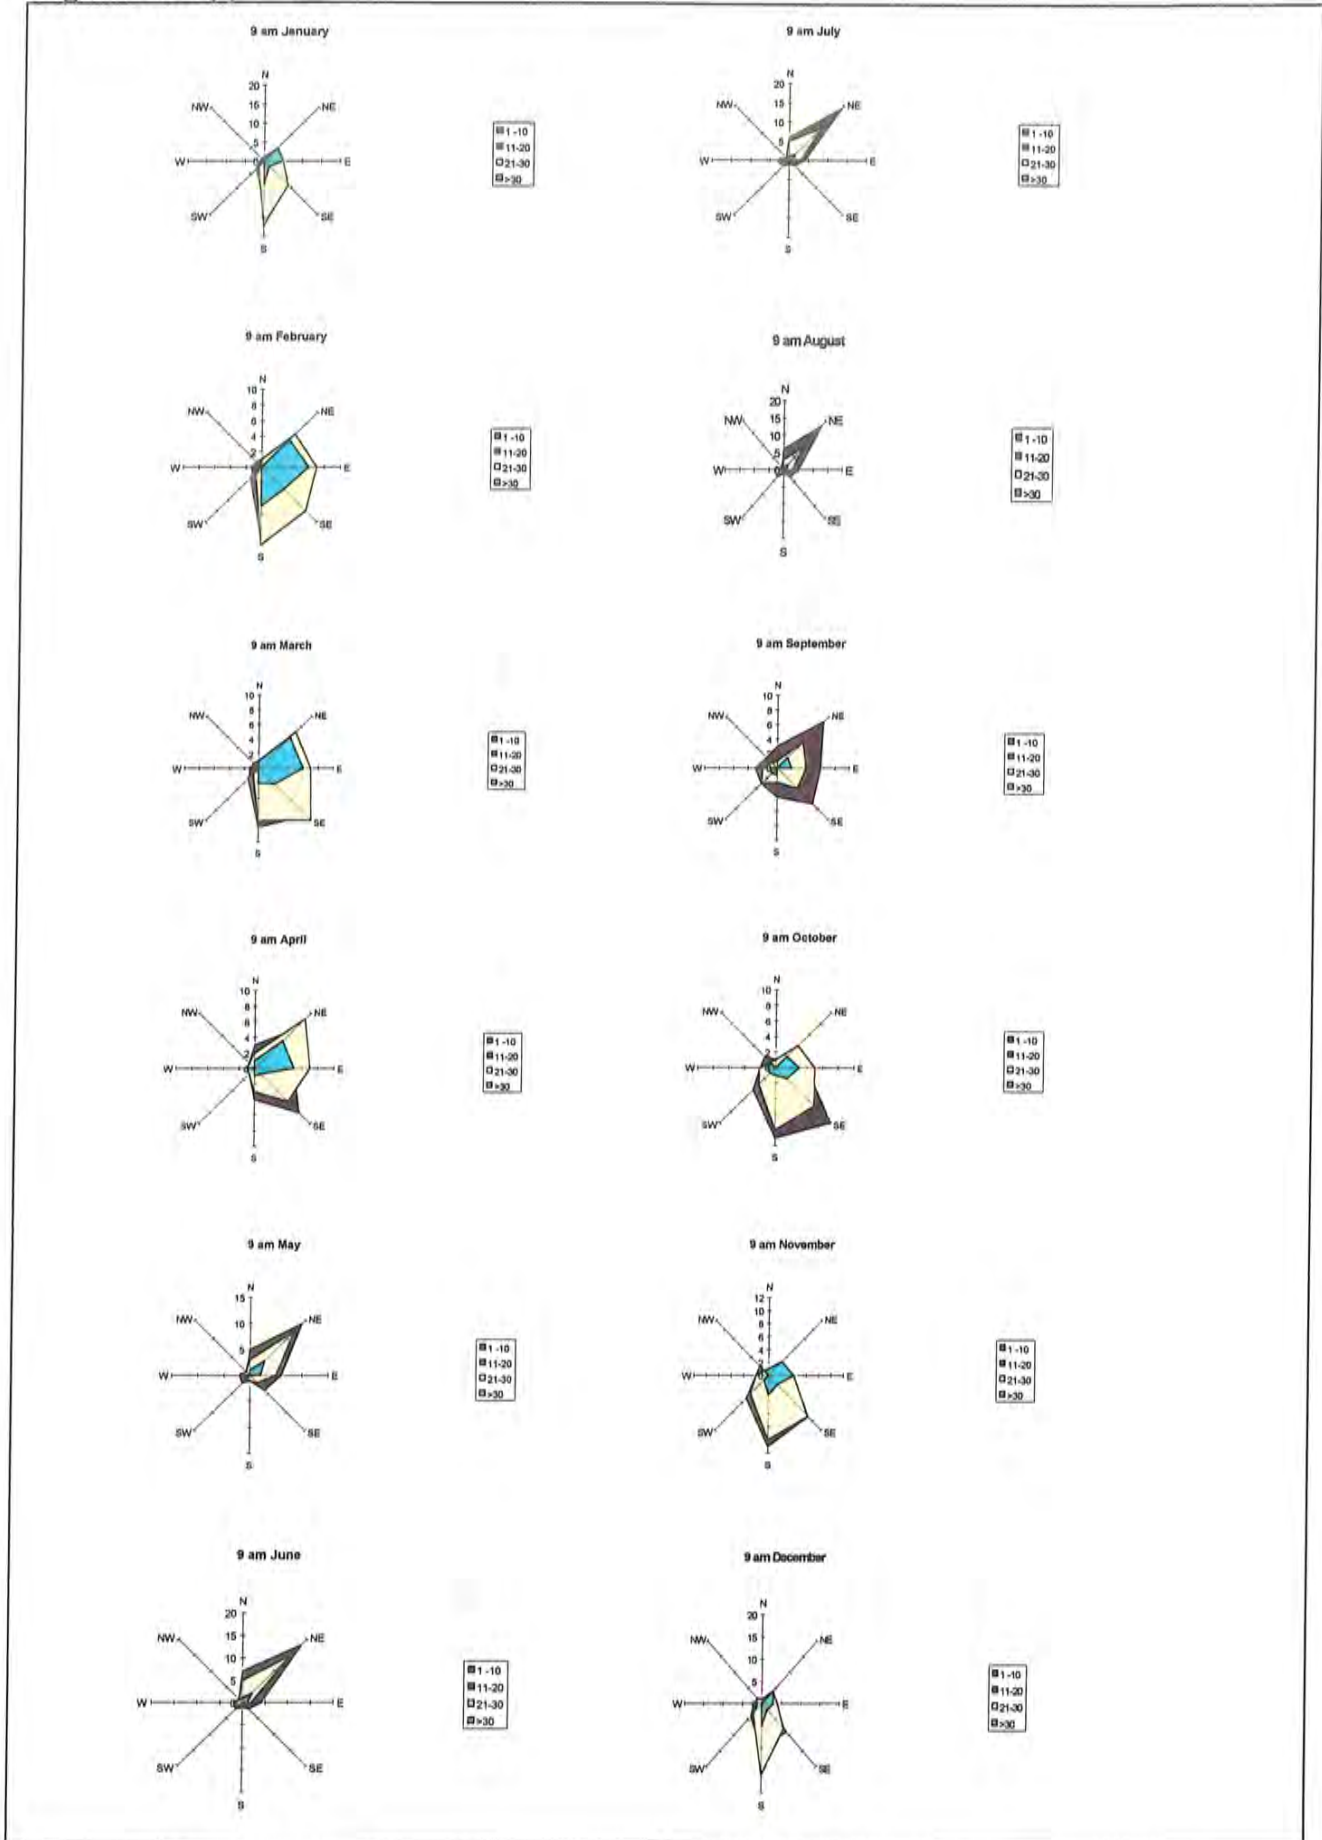 9 am January
N
20
15
10
5
NW
NE
W
E
SW
SE
S
1 -10
11-20
21-30
>30
9 am July
N
20
15
10
5
NW
NE
W
E
SW
SE
S
1 -10
11-20
21-30
>30
9 am February
N
10
8
6
4
2
NW
NE
W
E
SW
SE
S
1 -10
11-20
21-30
>30
9 am August
N
20
15
10
5
NW
NE
W
E
SW
SE
S
1 -10
11-20
21-30
>30
9 am March
N
10
8
6
4
2
NW
NE
W
E
SW
SE
S
1 -10
11-20
21-30
>30
9 am September
N
10
8
6
4
2
NW
NE
W
E
SW
SE
S
1 -10
11-20
21-30
>30
9 am April
N
10
8
6
4
2
NW
NE
W
E
SW
SE
S
1 -10
11-20
21-30
>30
9 am October
N
10
8
6
4
2
NW
NE
W
E
SW
SE
S
1 -10
11-20
21-30
>30
9 am May
N
15
10
5
NW
NE
W
E
SW
SE
S
1 -10
11-20
21-30
>30
9 am November
N
12
10
8
6
4
2
NW
NE
W
E
SW
SE
S
1 -10
11-20
21-30
>30
9 am June
N
20
15
10
5
NW
NE
W
E
SW
SE
S
1 -10
11-20
21-30
>30
9 am December
N
20
15
10
5
NW
NE
W
E
SW
SE
S
1 -10
11-20
21-30
>30